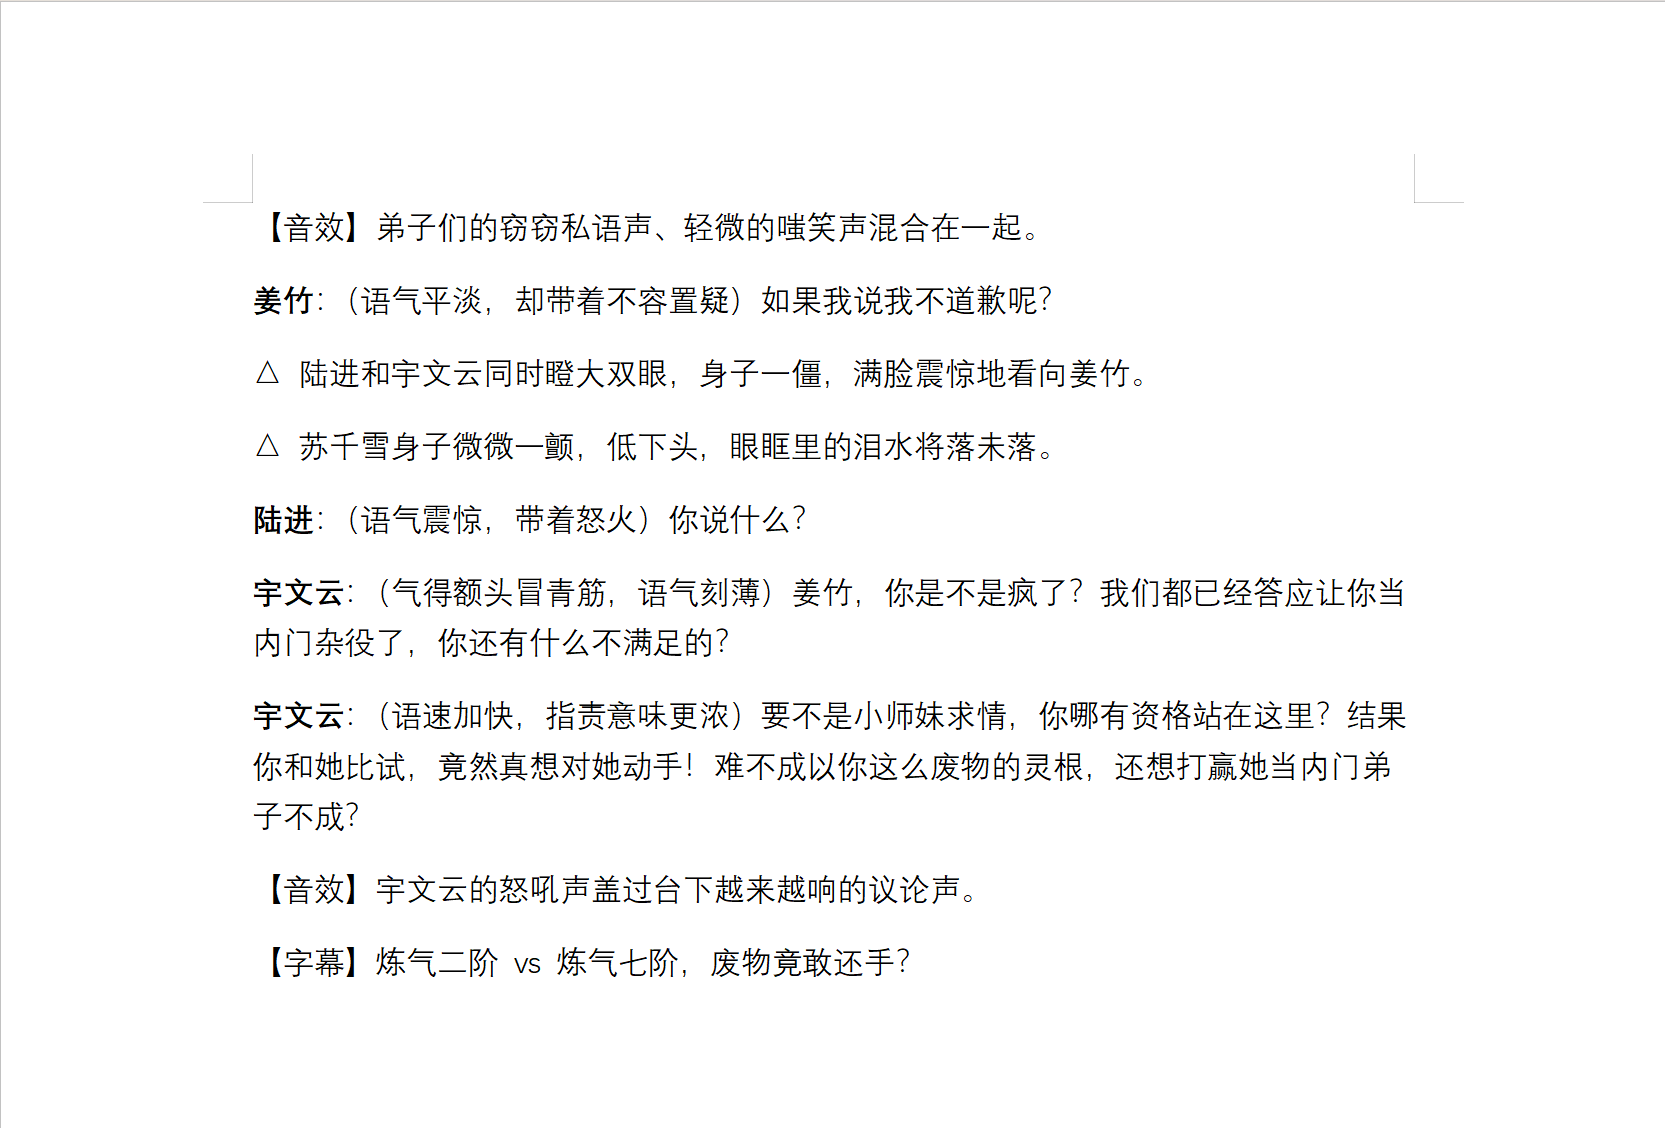 【音效】弟子们的窃窃私语声、轻微的嗤笑声混合在一起。
姜竹：（语气平淡，却带着不容置疑）如果我说我不道歉呢？
△ 陆进和宇文云同时瞪大双眼，身子一僵，满脸震惊地看向姜竹。
△ 苏千雪身子微微一颤，低下头，眼眶里的泪水将落未落。
陆进：（语气震惊，带着怒火）你说什么？
宇文云：（气得额头冒青筋，语气刻薄）姜竹，你是不是疯了？我们都已经答应让你当
内门杂役了，你还有什么不满足的？
宇文云：（语速加快，指责意味更浓）要不是小师妹求情，你哪有资格站在这里？结果
你和她比试，竟然真想对她动手！难不成以你这么废物的灵根，还想打赢她当内门弟
子不成？
【音效】宇文云的怒吼声盖过台下越来越响的议论声。
【字幕】炼气二阶 vs 炼气七阶，废物竟敢还手？